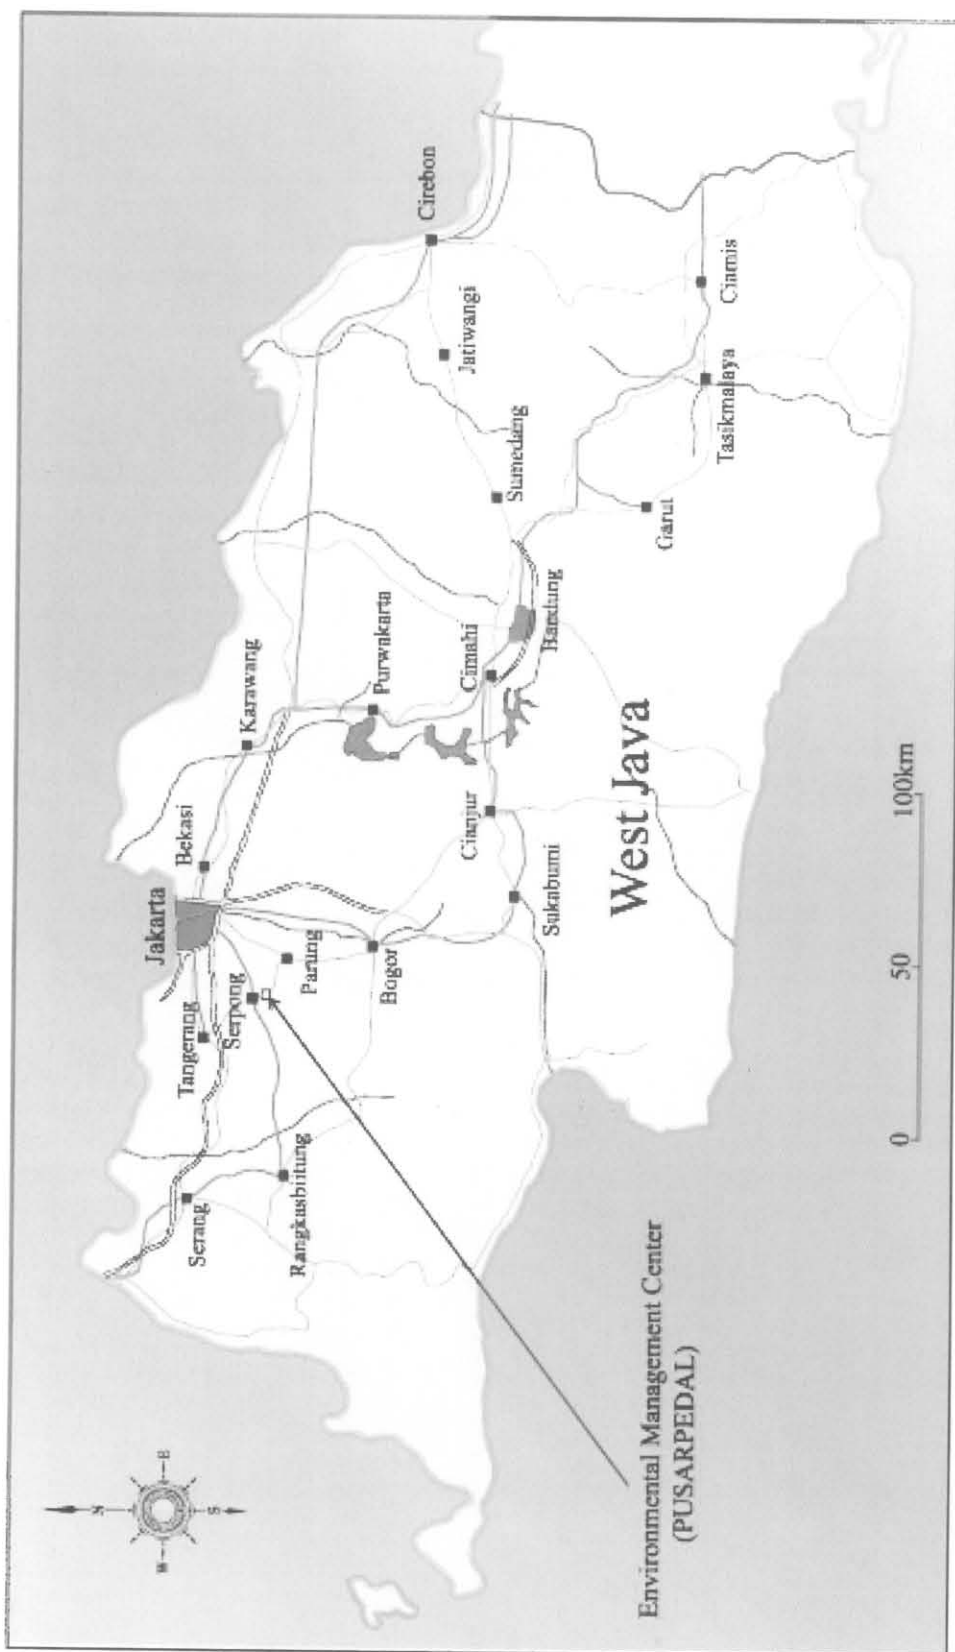 N
W
E
S
Jakarta
Bekasi
Tangerang
Serang
Serpong
Karawang
Parung
Rangkasbitung
Bogor
Purwakarta
Cirebon
Jatiwangi
Cianjur
Cimahi
Sumedang
Sukabumi
Bandung
West Java
Garut
Tasikmalaya
Ciamis
Environmental Management Center
(PUSARPEDAL)
0
50
100km